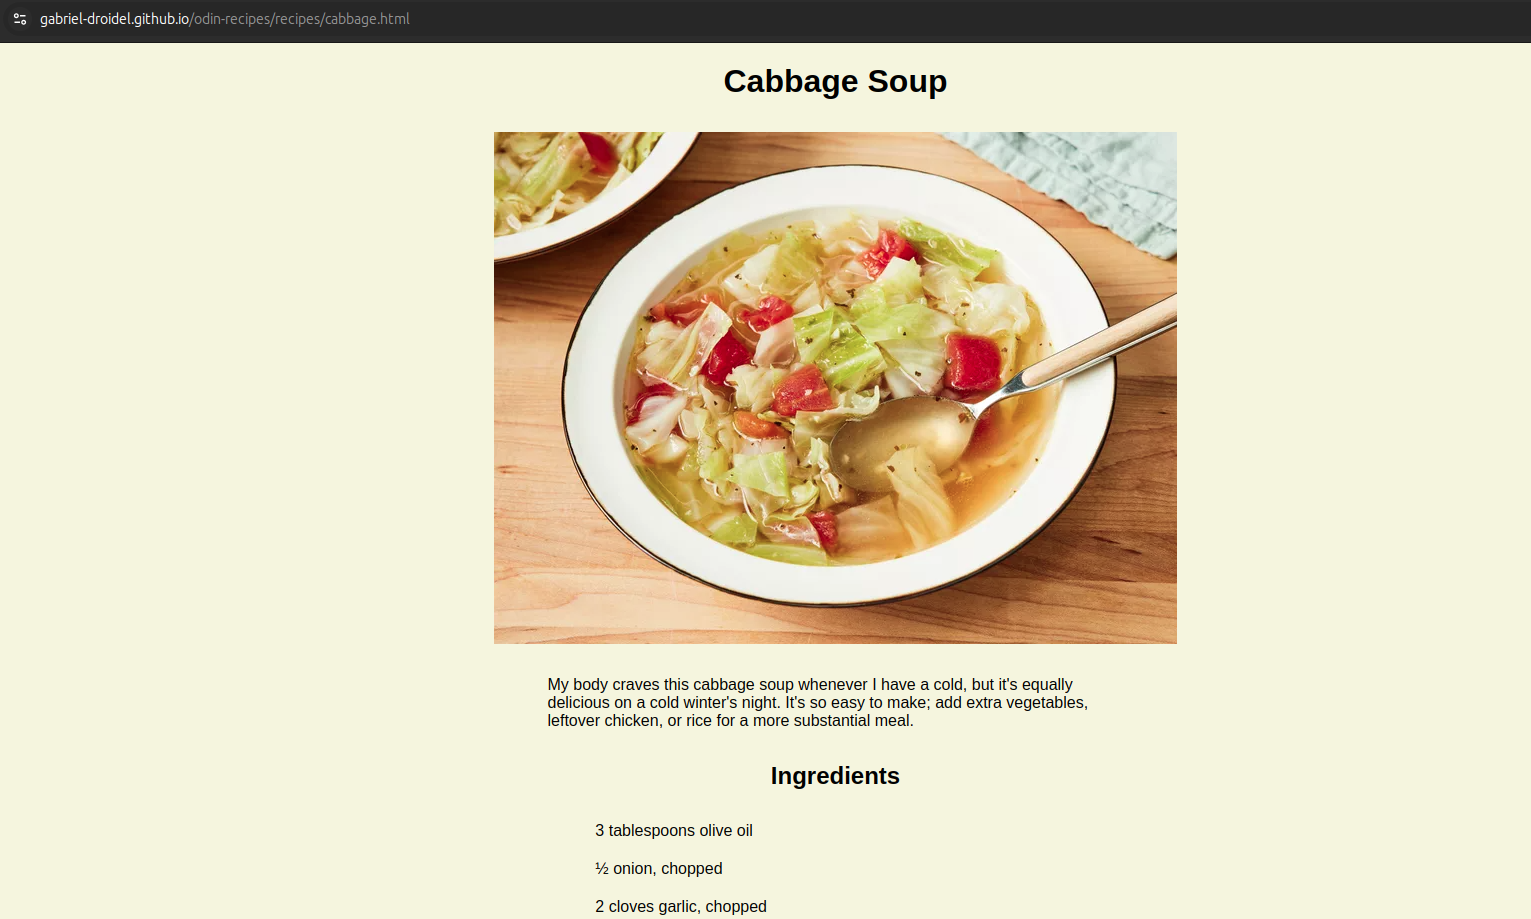 gabriel-droidel.github.io/odin-recipes/recipes/cabbage.html
Cabbage Soup
My body craves this cabbage soup whenever I have a cold, but it's equally
delicious on a cold winter's night. It's so easy to make; add extra vegetables,
leftover chicken, or rice for a more substantial meal.
Ingredients
3 tablespoons olive oil
½ onion, chopped
2 cloves garlic, chopped